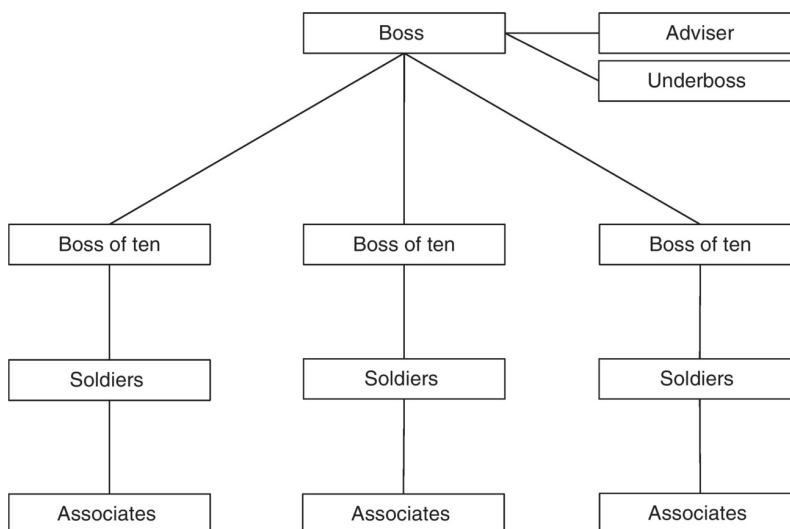 Boss
Adviser
Underboss
Boss of ten
Boss of ten
Boss of ten
Soldiers
Soldiers
Soldiers
Associates
Associates
Associates